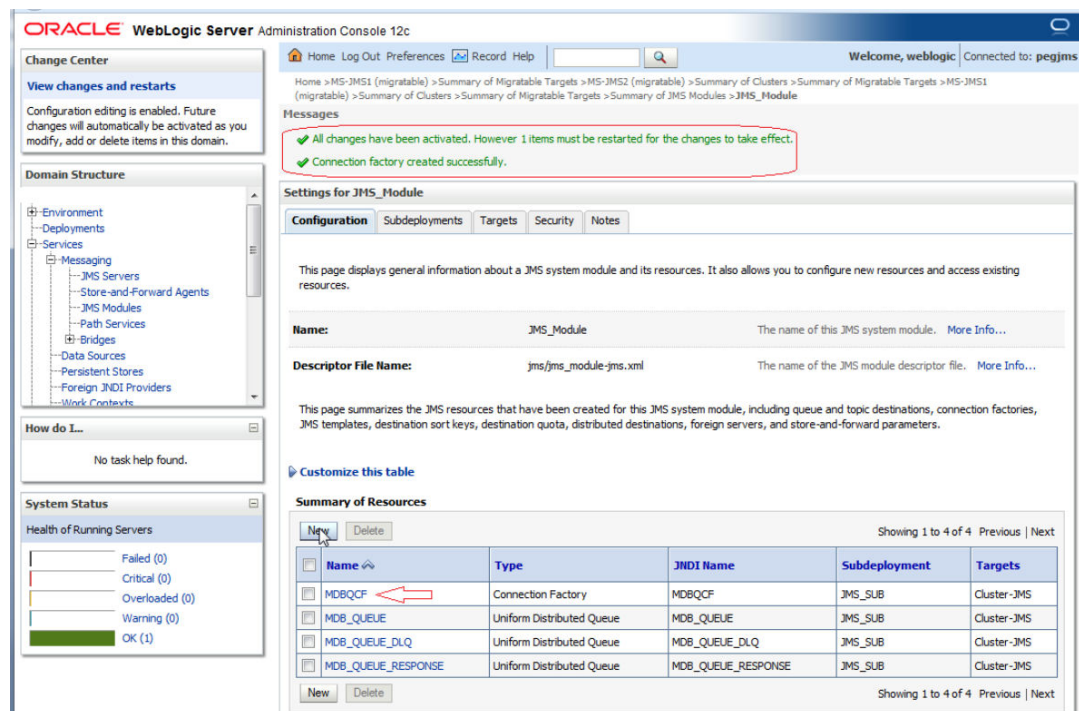 ORACLE WebLogic Server Administration Console 12c
Change Center
View changes and restarts
Configuration editing is enabled. Future
changes will automatically be activated as you
modify, add or delete items in this domain.
Domain Structure
Environment
Deployments
Services
Messaging
JMS Servers
Store-and-Forward Agents
JMS Modules
Path Services
Bridges
Data Sources
Persistent Stores
Foreign JNDI Providers
Work Contexts
How do I...
No task help found.
System Status
Health of Running Servers
Failed (0)
Critical (0)
Overloaded (0)
Warning (0)
OK (1)
Home Log Out Preferences Record Help
Welcome, weblogic Connected to: pegjms
Home >MS-JMS1 (migratable) >Summary of Migratable Targets >MS-JMS2 (migratable) >Summary of Clusters >Summary of Migratable Targets >MS-JMS1
(migratable) >Summary of Clusters >Summary of Migratable Targets >Summary of JMS Modules >JMS_Module
Messages
All changes have been activated. However 1 items must be restarted for the changes to take effect.
Connection factory created successfully.
Settings for JMS_Module
Configuration Subdeployments Targets Security Notes
This page displays general information about a JMS system module and its resources. It also allows you to configure new resources and access existing
resources.
Name: JMS_Module The name of this JMS system module. More Info...
Descriptor File Name: jms/jms_module-jms.xml The name of the JMS module descriptor file. More Info...
This page summarizes the JMS resources that have been created for this JMS system module, including queue and topic destinations, connection factories,
JMS templates, destination sort keys, destination quota, distributed destinations, foreign servers, and store-and-forward parameters.
Customize this table
Summary of Resources
New Delete Showing 1 to 4 of 4 Previous | Next
Name Type JNDI Name Subdeployment Targets
MDBQCF Connection Factory MDBQCF JMS_SUB Cluster-JMS
MDB_QUEUE Uniform Distributed Queue MDB_QUEUE JMS_SUB Cluster-JMS
MDB_QUEUE_DLQ Uniform Distributed Queue MDB_QUEUE_DLQ JMS_SUB Cluster-JMS
MDB_QUEUE_RESPONSE Uniform Distributed Queue MDB_QUEUE_RESPONSE JMS_SUB Cluster-JMS
New Delete Showing 1 to 4 of 4 Previous | Next